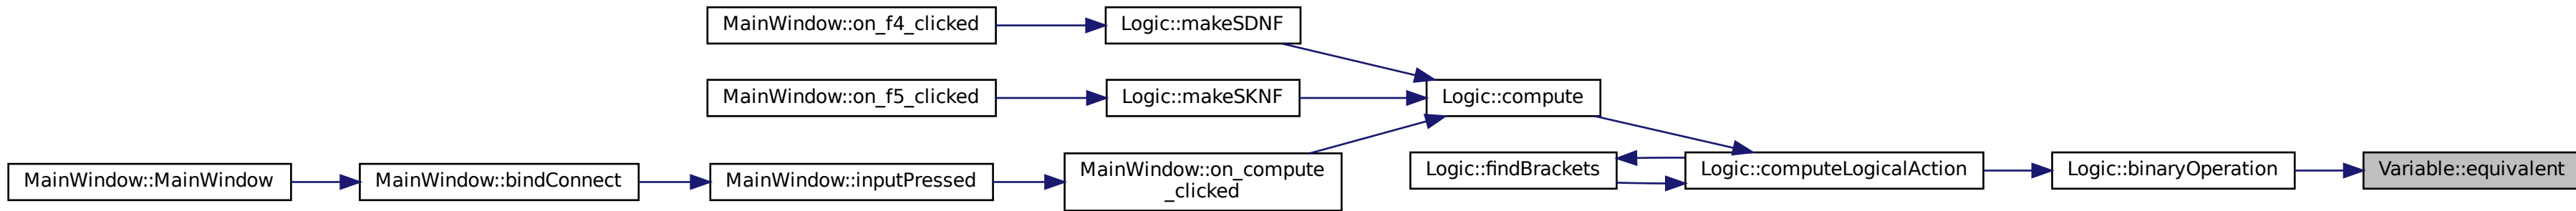 MainWindow::on_f4_clicked
Logic::makeSDNF
MainWindow::on_f5_clicked
Logic::makeSKNF
Logic::compute
MainWindow::MainWindow
MainWindow::bindConnect
MainWindow::inputPressed
MainWindow::on_compute
_clicked
Logic::findBrackets
Logic::computeLogicalAction
Logic::binaryOperation
Variable::equivalent